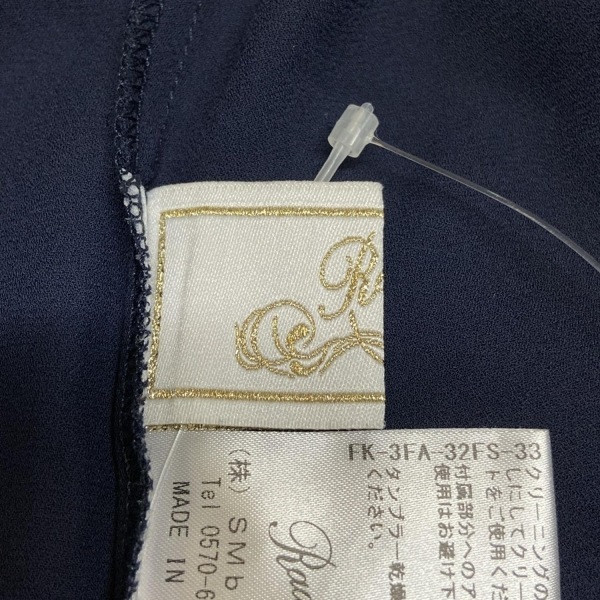 R
FK-3FA-32FS-33
クリーニングの
しにしてクリー
トをご使用くだ
付属部分へのア
使用はお避け下
タンブラー乾燥
ください。
(株) SMb
Tel 0570-6
MADE IN